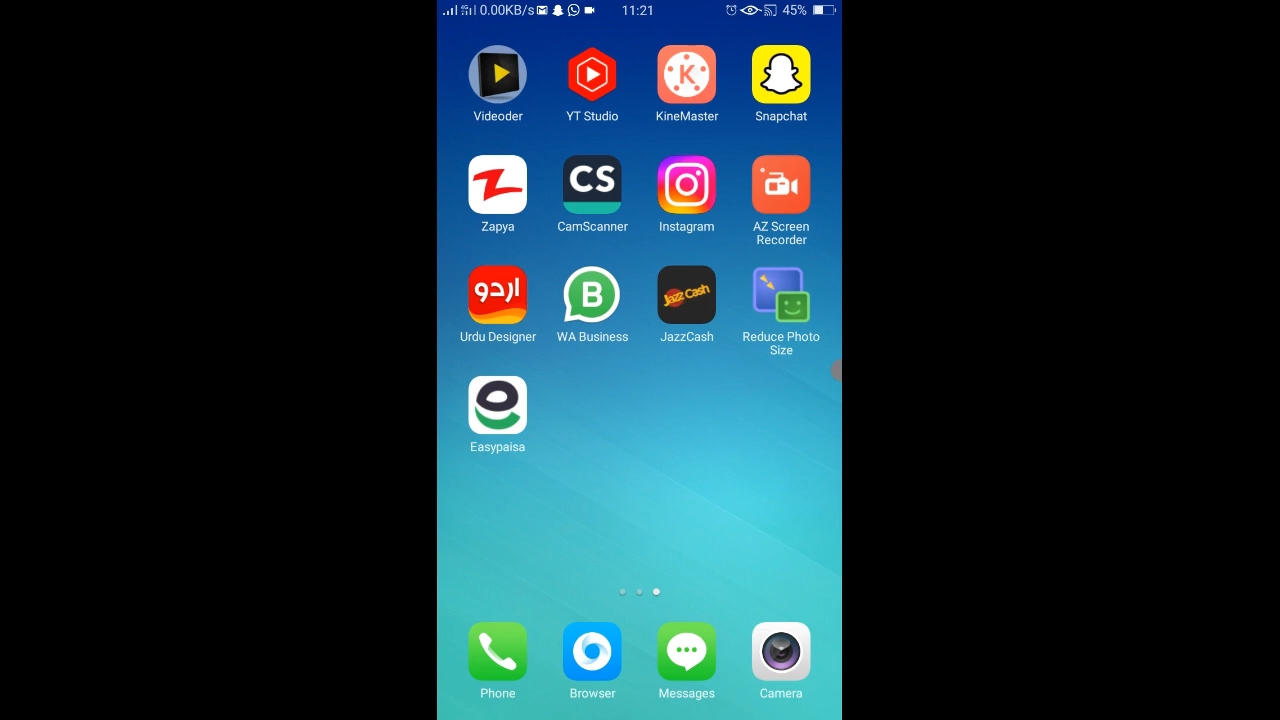 0.00KB/s 11:21 45%
Videoder YT Studio KineMaster Snapchat
CS
Zapya CamScanner Instagram AZ Screen
Recorder
اردو B Jazz Cash
Urdu Designer WA Business JazzCash Reduce Photo
Size
Easypaisa
Phone Browser Messages Camera